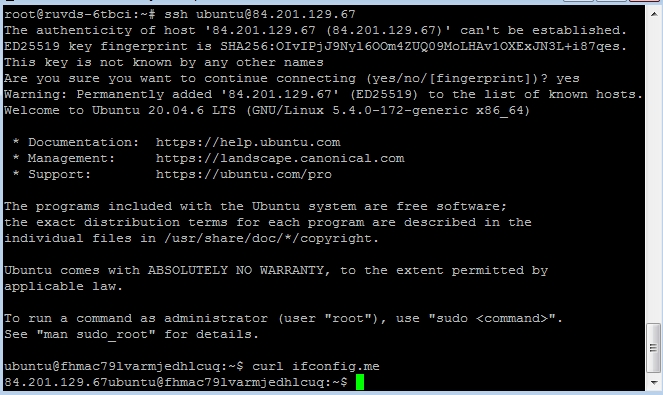 root@ruvds-6tbci:~# ssh ubuntu@84.201.129.67
The authenticity of host '84.201.129.67 (84.201.129.67)' can't be established.
ED25519 key fingerprint is SHA256:OIvIPjJ9Nyl6OOm4ZUQ09MoLHAv1OXExJN3L+i87qes.
This key is not known by any other names
Are you sure you want to continue connecting (yes/no/[fingerprint])? yes
Warning: Permanently added '84.201.129.67' (ED25519) to the list of known hosts.
Welcome to Ubuntu 20.04.6 LTS (GNU/Linux 5.4.0-172-generic x86_64)
* Documentation: https://help.ubuntu.com
* Management: https://landscape.canonical.com
* Support: https://ubuntu.com/pro
The programs included with the Ubuntu system are free software;
the exact distribution terms for each program are described in the
individual files in /usr/share/doc/*/copyright.
Ubuntu comes with ABSOLUTELY NO WARRANTY, to the extent permitted by
applicable law.
To run a command as administrator (user "root"), use "sudo <command>".
See "man sudo_root" for details.
ubuntu@fhmac79lvarmjedhlcuq:~$ curl ifconfig.me
84.201.129.67ubuntu@fhmac79lvarmjedhlcuq:~$